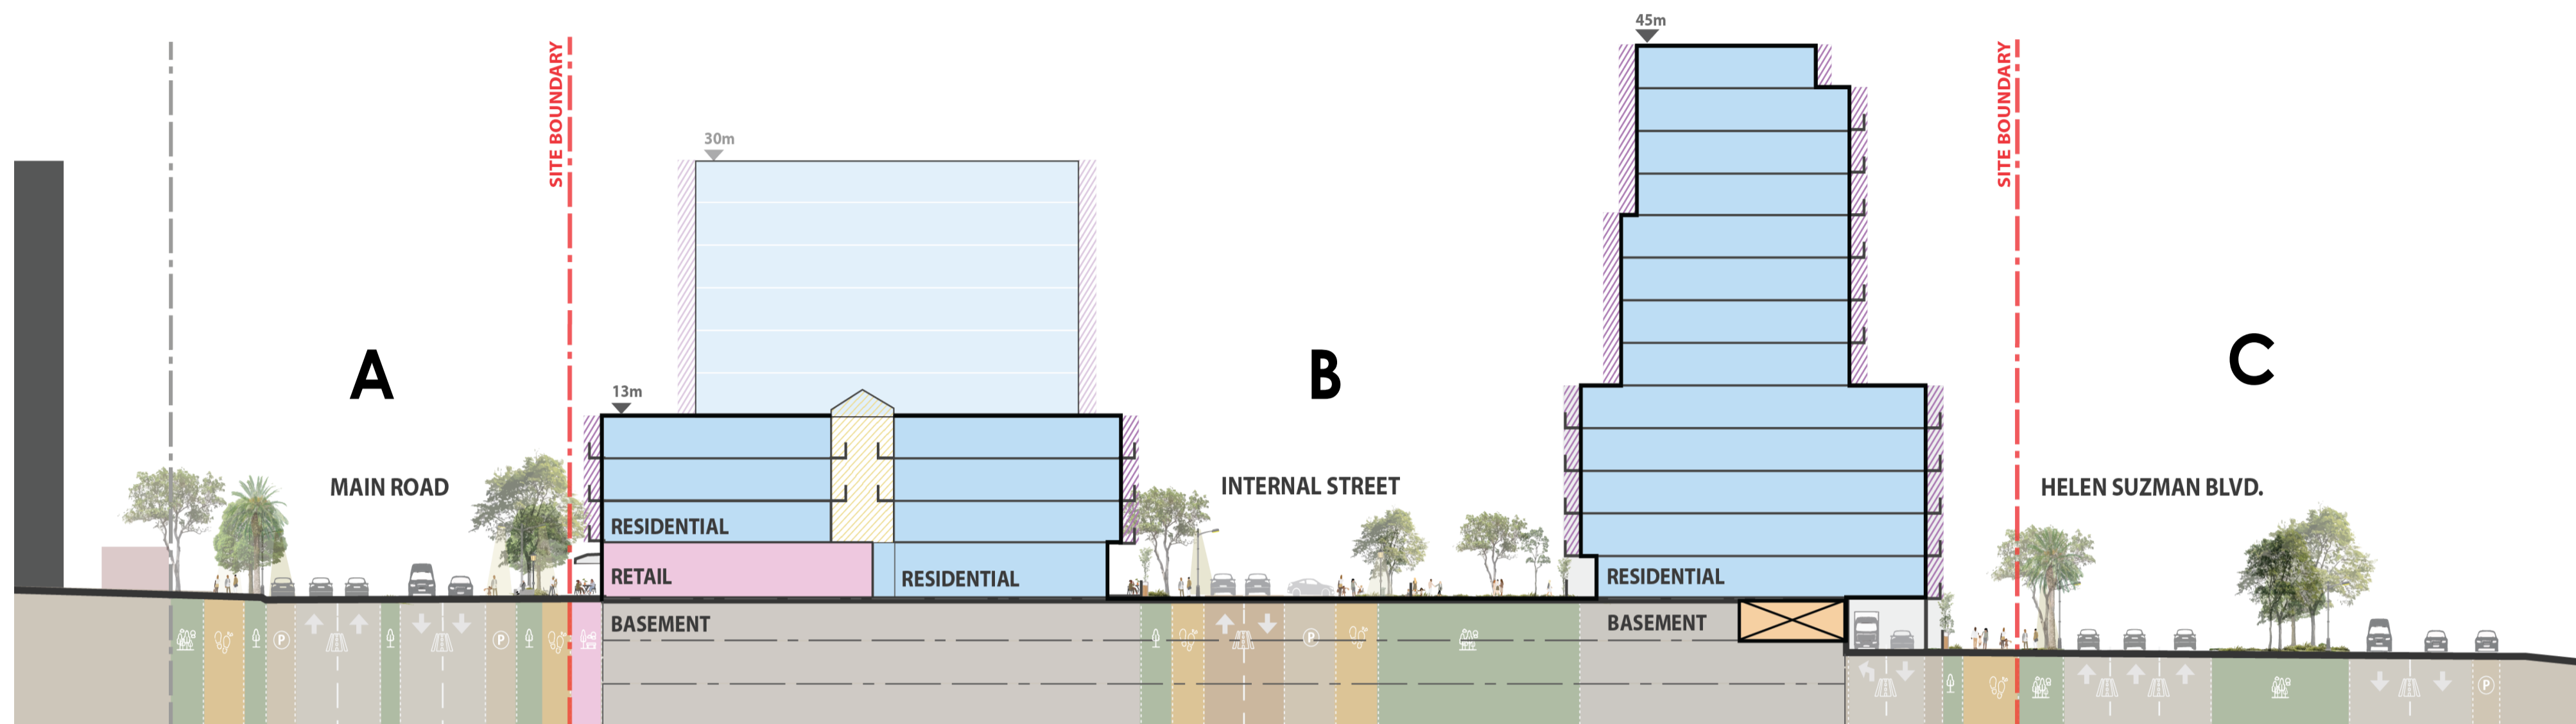 45m
SITE BOUNDARY
SITE BOUNDARY
30m
A
B
C
13m
MAIN ROAD
INTERNAL STREET
HELEN SUZMAN BLVD.
RESIDENTIAL
RETAIL
RESIDENTIAL
RESIDENTIAL
BASEMENT
BASEMENT
P
P
P
P